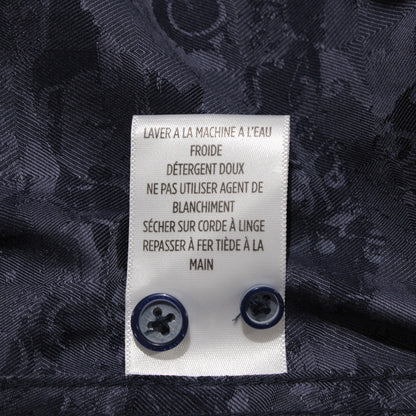 LAVER A LA MACHINE A L'EAU
FROIDE
DÉTERGENT DOUX
NE PAS UTILISER AGENT DE
BLANCHIMENT
SÉCHER SUR CORDE À LINGE
REPASSER À FER TIÈDE À LA
MAIN